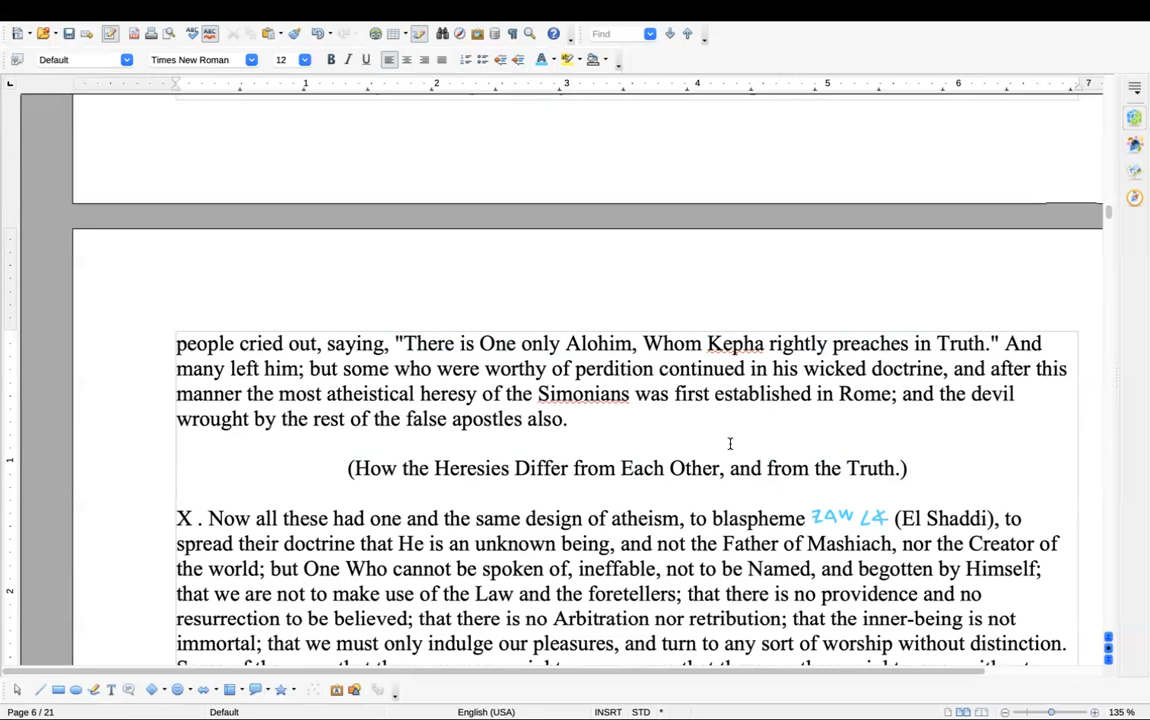 Find
Default
Times New Roman
12
1 2 3 4 5 6 7
people cried out, saying, "There is One only Alohim, Whom Kepha rightly preaches in Truth." And
many left him; but some who were worthy of perdition continued in his wicked doctrine, and after this
manner the most atheistical heresy of the Simonians was first established in Rome; and the devil
wrought by the rest of the false apostles also.
(How the Heresies Differ from Each Other, and from the Truth.)
X . Now all these had one and the same design of atheism, to blaspheme (El Shaddi), to
spread their doctrine that He is an unknown being, and not the Father of Mashiach, nor the Creator of
the world; but One Who cannot be spoken of, ineffable, not to be Named, and begotten by Himself;
that we are not to make use of the Law and the foretellers; that there is no providence and no
resurrection to be believed; that there is no Arbitration nor retribution; that the inner-being is not
immortal; that we must only indulge our pleasures, and turn to any sort of worship without distinction.
Page 6 / 21
Default
English (USA)
INSRT
STD
*
135 %